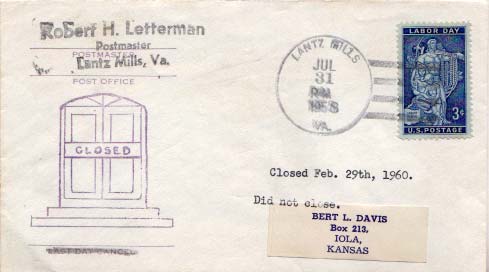 Robert H. Letterman
Postmaster
POSTMASTER
Lantz Mills, Va.
POST OFFICE
CLOSED
LAST DAY CANCEL
LANTZ MILLS
JUL
31
PM
VA.
LABOR DAY
3¢
U.S. POSTAGE
Closed Feb. 29th, 1960.
Did not close.
BERT L. DAVIS
Box 213,
IOLA,
KANSAS